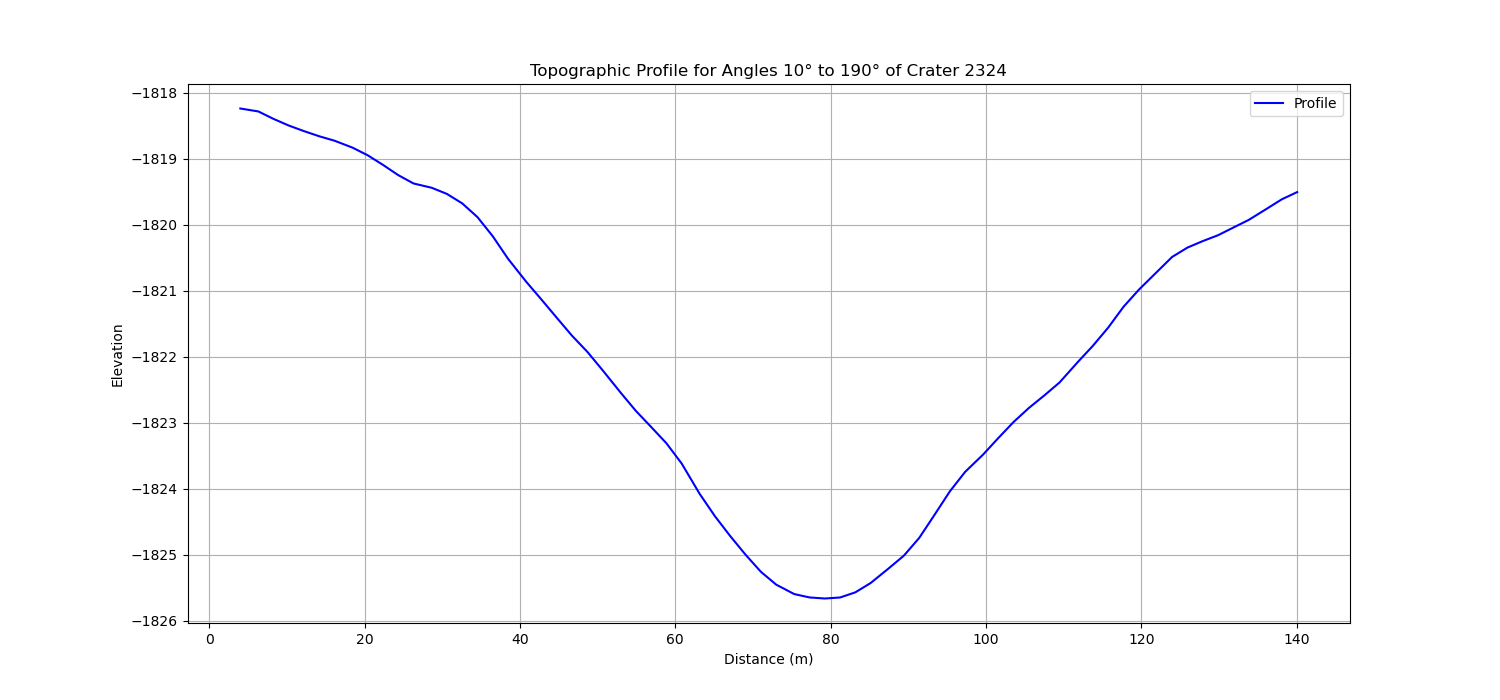 Topographic Profile for Angles 10° to 190° of Crater 2324
Profile
−1818
−1819
−1820
−1821
−1822
−1823
−1824
−1825
−1826
Elevation
0 20 40 60 80 100 120 140
Distance (m)